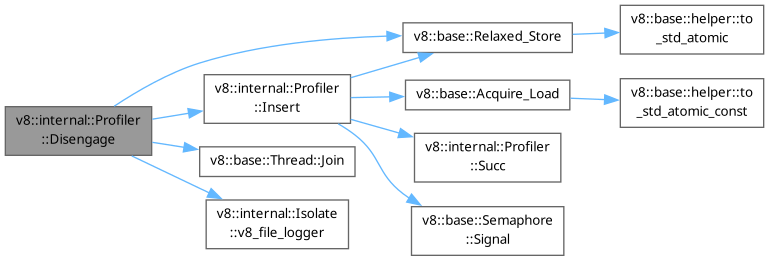 v8::internal::Profiler
::Disengage
v8::internal::Profiler
::Insert
v8::base::Thread::Join
v8::internal::Isolate
::v8_file_logger
v8::base::Relaxed_Store
v8::base::Acquire_Load
v8::internal::Profiler
::Succ
v8::base::Semaphore
::Signal
v8::base::helper::to
_std_atomic
v8::base::helper::to
_std_atomic_const